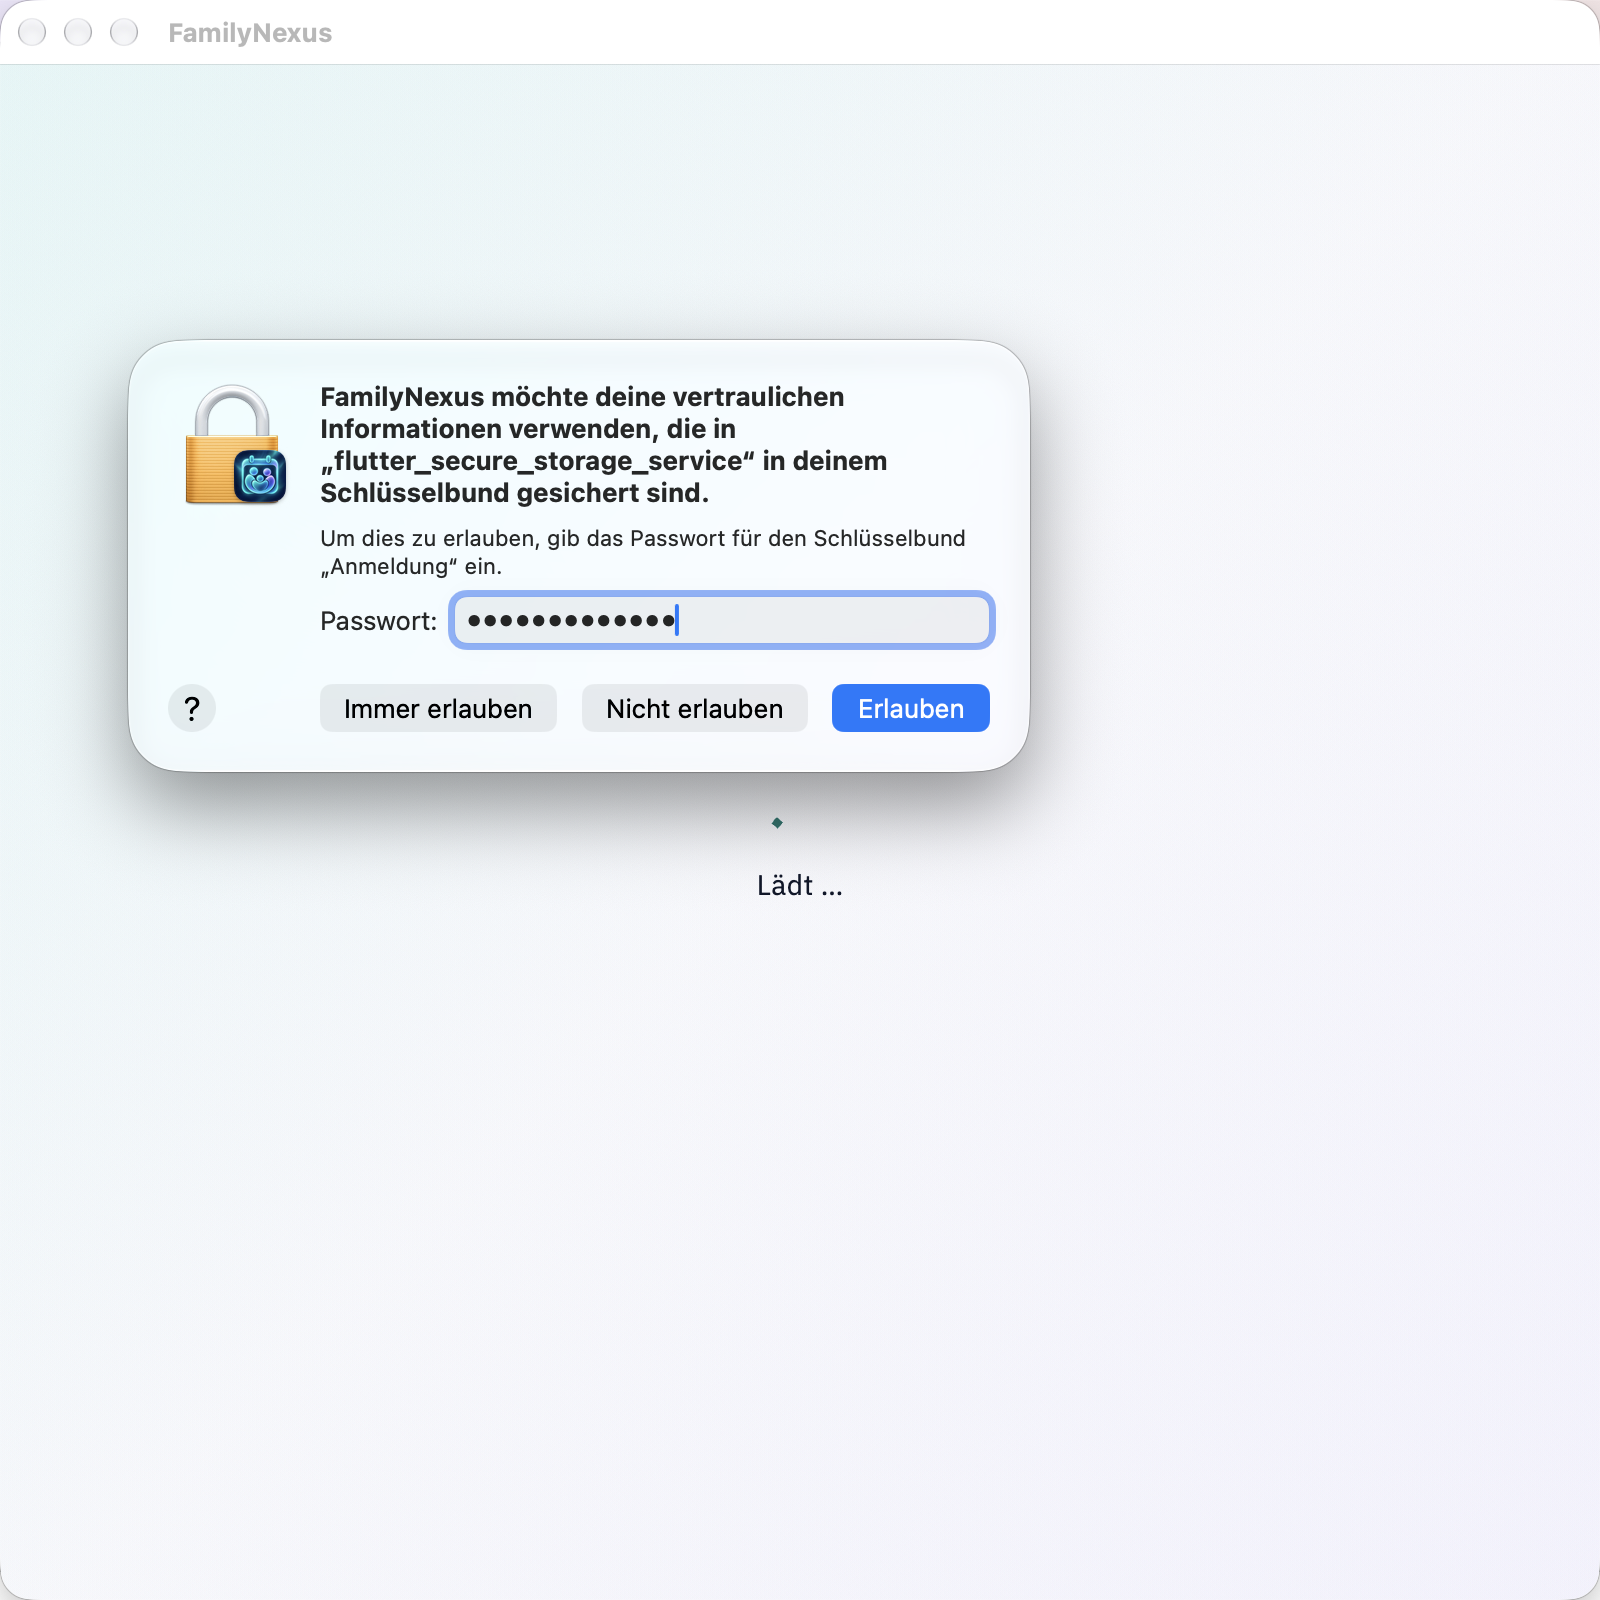 FamilyNexus
FamilyNexus möchte deine vertraulichen
Informationen verwenden, die in
„flutter_secure_storage_service“ in deinem
Schlüsselbund gesichert sind.
Um dies zu erlauben, gib das Passwort für den Schlüsselbund
„Anmeldung“ ein.
Passwort: •••••••••••••
? Immer erlauben Nicht erlauben Erlauben
Lädt ...